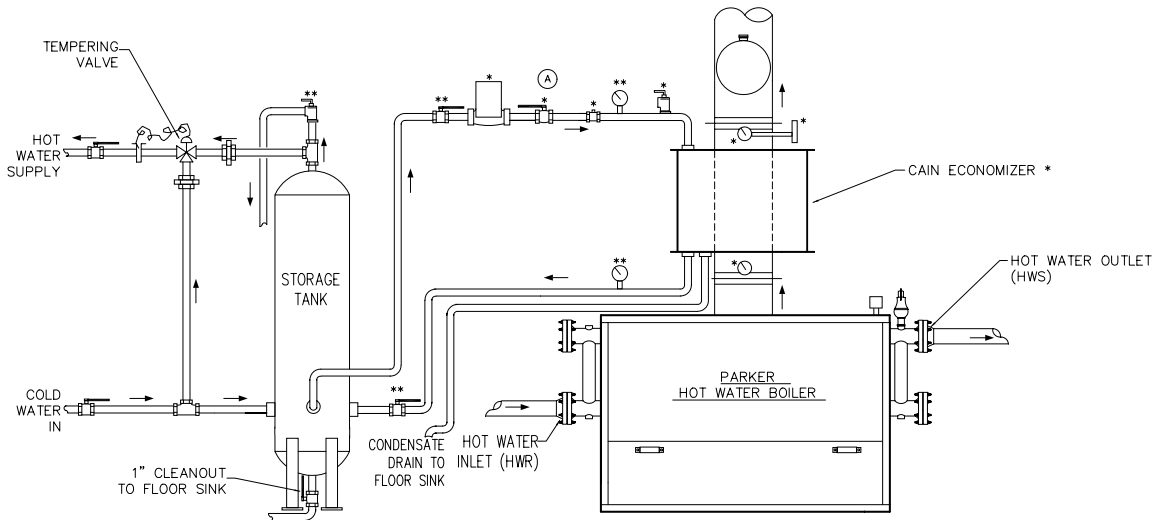 TEMPERING
VALVE
HOT
WATER
SUPPLY
**
**
*
A
*
*
**
*
*
*
CAIN ECONOMIZER *
STORAGE
TANK
**
*
HOT WATER OUTLET
(HWS)
COLD
WATER
IN
**
PARKER
HOT WATER BOILER
CONDENSATE
DRAIN TO
FLOOR SINK
HOT WATER
INLET (HWR)
1" CLEANOUT
TO FLOOR SINK